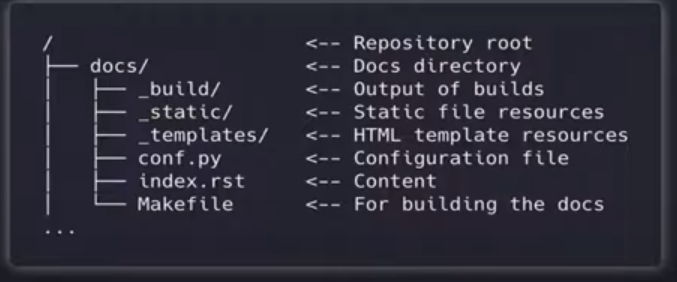 /                      <-- Repository root
├── docs/              <-- Docs directory
│   ├── _build/        <-- Output of builds
│   ├── _static/       <-- Static file resources
│   ├── _templates/    <-- HTML template resources
│   ├── conf.py        <-- Configuration file
│   ├── index.rst      <-- Content
│   └── Makefile       <-- For building the docs
...